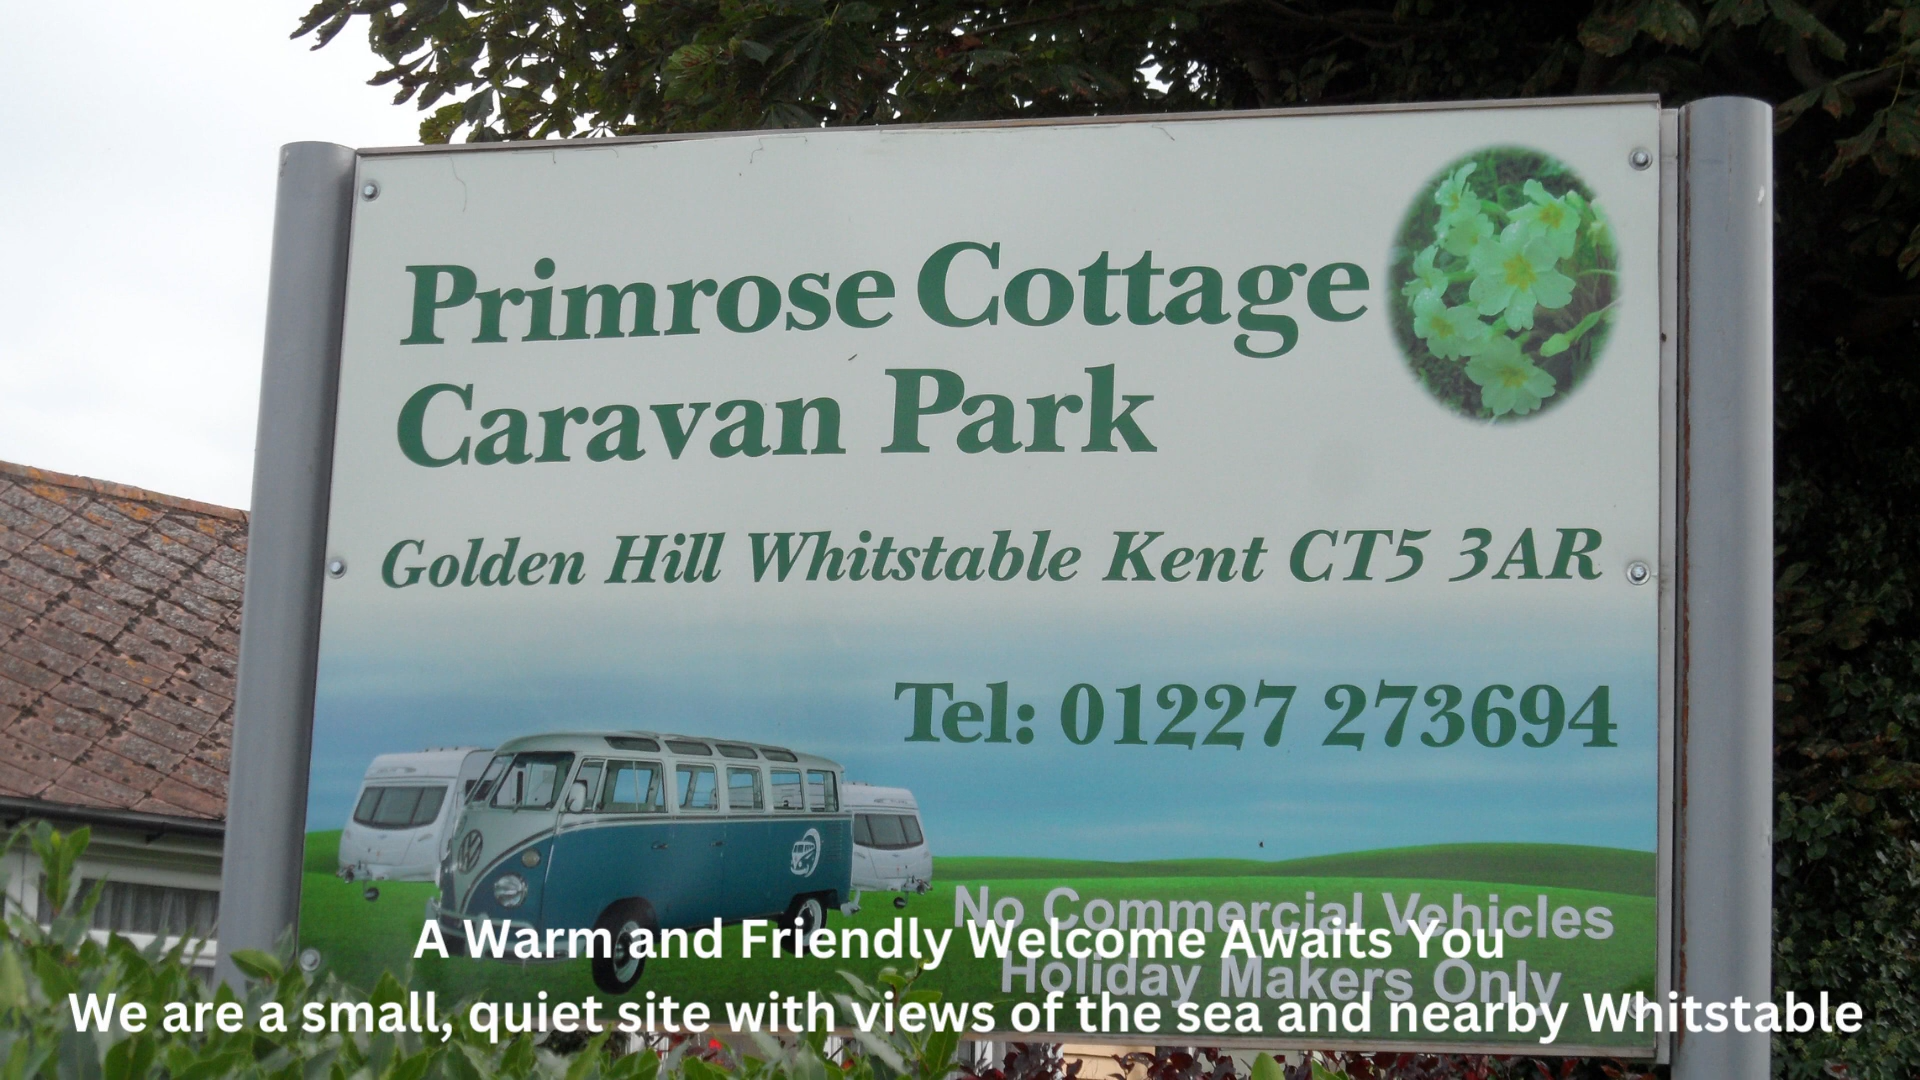 Primrose Cottage
Caravan Park
Golden Hill Whitstable Kent CT5 3AR
Tel: 01227 273694
No Commercial Vehicles
A Warm and Friendly Welcome Awaits You
Holiday Makers Only
We are a small, quiet site with views of the sea and nearby Whitstable